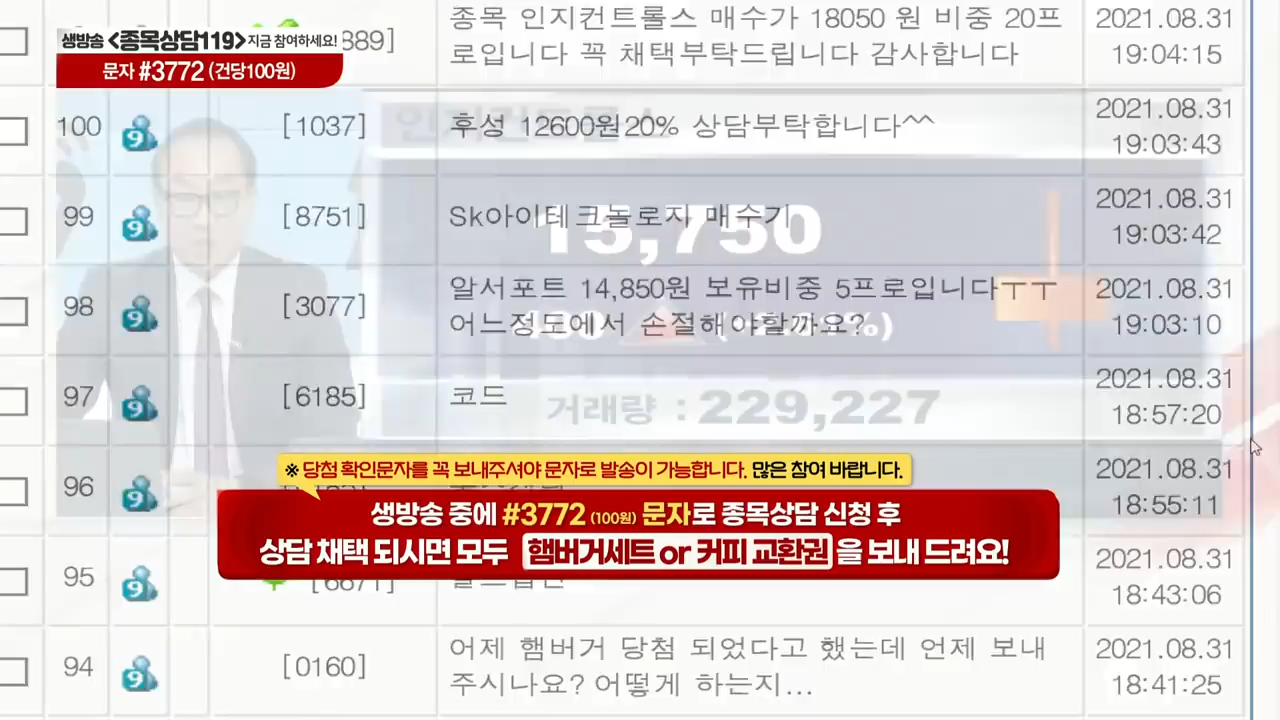 생방송 <종목상담119> 지금 참여하세요!
문자 #3772 (건당100원)
889]
종목 인지컨트롤스 매수가 18050 원 비중 20프
로입니다 꼭 채택부탁드립니다 감사합니다
2021.08.31
19:04:15
100
[1037]
후성 12600원20% 상담부탁합니다^^
2021.08.31
19:03:43
인지컨트롤스
99
[8751]
Sk아이테크놀로지 매수가
2021.08.31
19:03:42
15,750
98
[3077]
알서포트 14,850원 보유비중 5프로입니다ㅜㅜ
어느정도에서 손절해야할까요?
2021.08.31
19:03:10
97
[6185]
코드
2021.08.31
18:57:20
거래량 : 229,227
96
2021.08.31
18:55:11
※ 당첨 확인문자를 꼭 보내주셔야 문자로 발송이 가능합니다. 많은 참여 바랍니다.
생방송 중에 #3772 (100원) 문자로 종목상담 신청 후
상담 채택 되시면 모두 햄버거세트 or 커피 교환권 을 보내 드려요!
95
[6871]
2021.08.31
18:43:06
94
[0160]
어제 햄버거 당첨 되었다고 했는데 언제 보내
주시나요? 어떻게 하는지...
2021.08.31
18:41:25